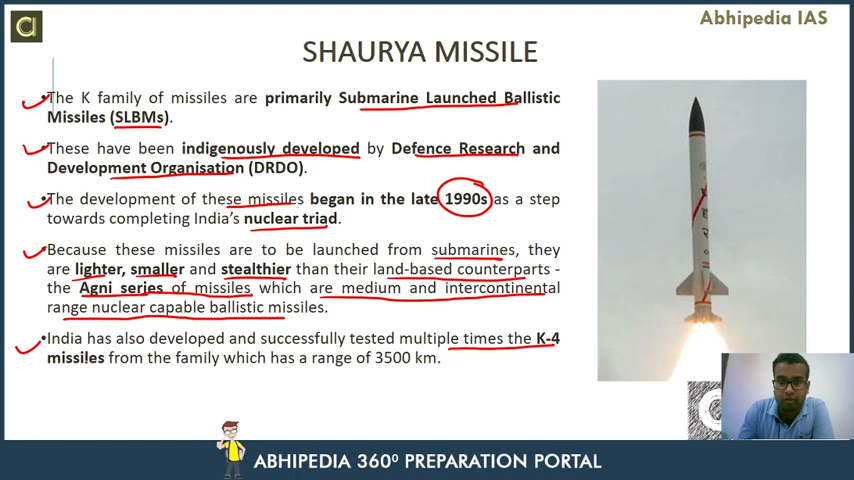 Abhipedia IAS
SHAURYA MISSILE
•The K family of missiles are primarily Submarine Launched Ballistic
Missiles (SLBMs).
•These have been indigenously developed by Defence Research and
Development Organisation (DRDO).
•The development of these missiles began in the late 1990s as a step
towards completing India's nuclear triad.
•Because these missiles are to be launched from submarines, they
are lighter, smaller and stealthier than their land-based counterparts -
the Agni series of missiles which are medium and intercontinental
range nuclear capable ballistic missiles.
•India has also developed and successfully tested multiple times the K-4
missiles from the family which has a range of 3500 km.
ABHIPEDIA 360⁰ PREPARATION PORTAL